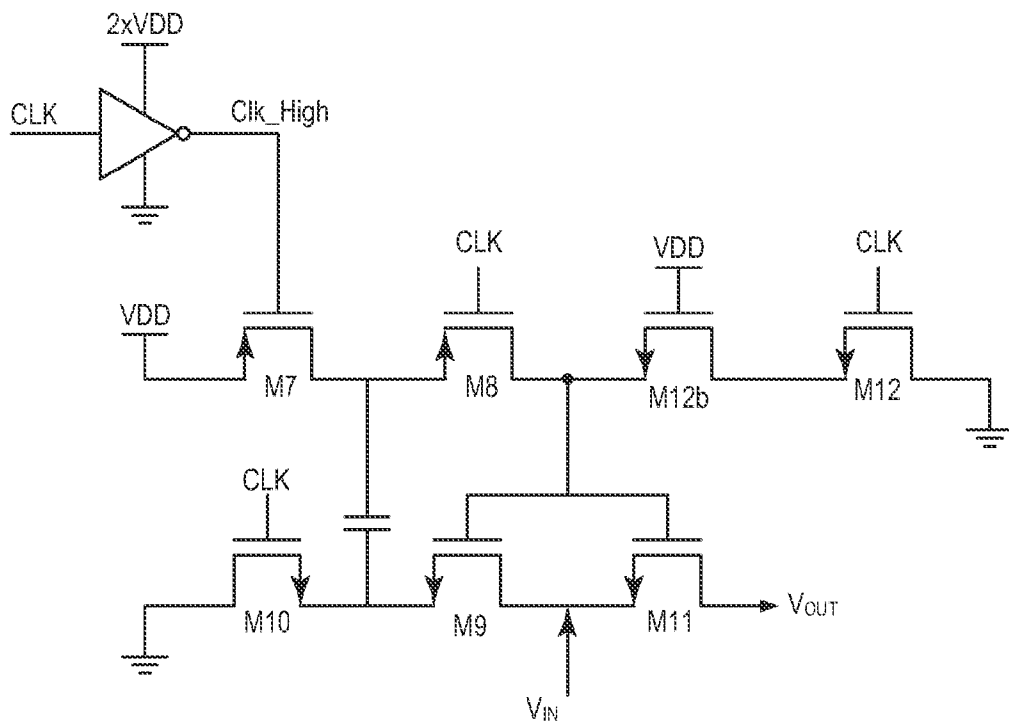 2xVDD
CLK
Clk_High
CLK
VDD
CLK
VDD
M7
M8
M12b
M12
CLK
M10
M9
M11
VOUT
VIN